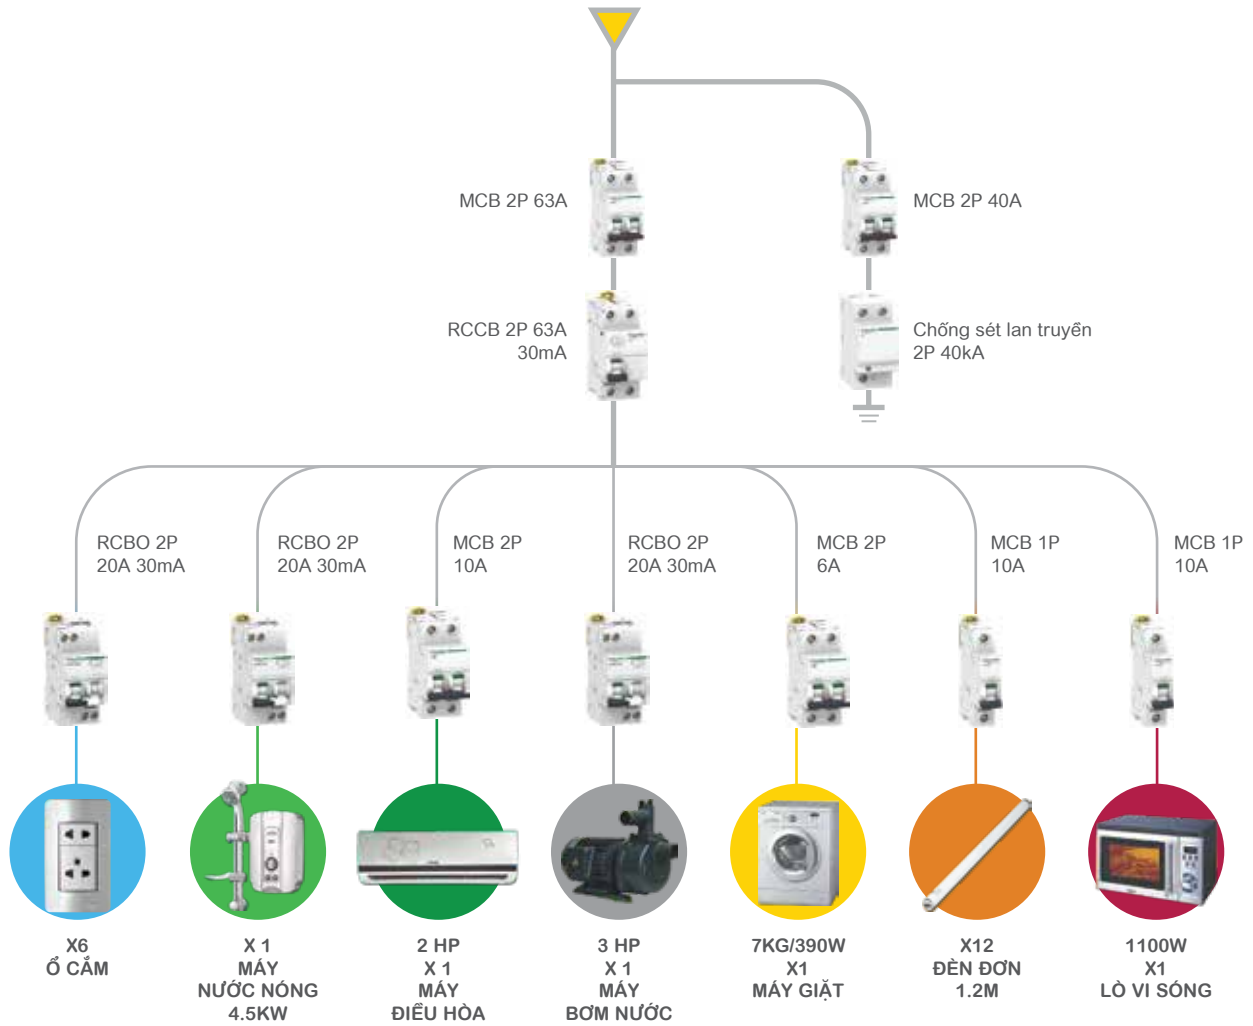 MCB 2P 63A
MCB 2P 40A
RCCB 2P 63A
30mA
Chống sét lan truyền
2P 40kA
RCBO 2P
20A 30mA
RCBO 2P
20A 30mA
MCB 2P
10A
RCBO 2P
20A 30mA
MCB 2P
6A
MCB 1P
10A
MCB 1P
10A
X6
Ổ CẮM
X 1
MÁY
NƯỚC NÓNG
4.5KW
2 HP
X 1
MÁY
ĐIỀU HÒA
3 HP
X 1
MÁY
BƠM NƯỚC
7KG/390W
X1
MÁY GIẶT
X12
ĐÈN ĐƠN
1.2M
1100W
X1
LÒ VI SÓNG